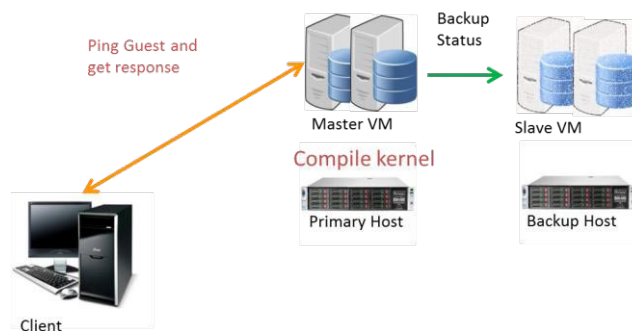 Ping Guest and
get response
Backup
Status
Master VM
Slave VM
Compile kernel
Primary Host
Backup Host
Client